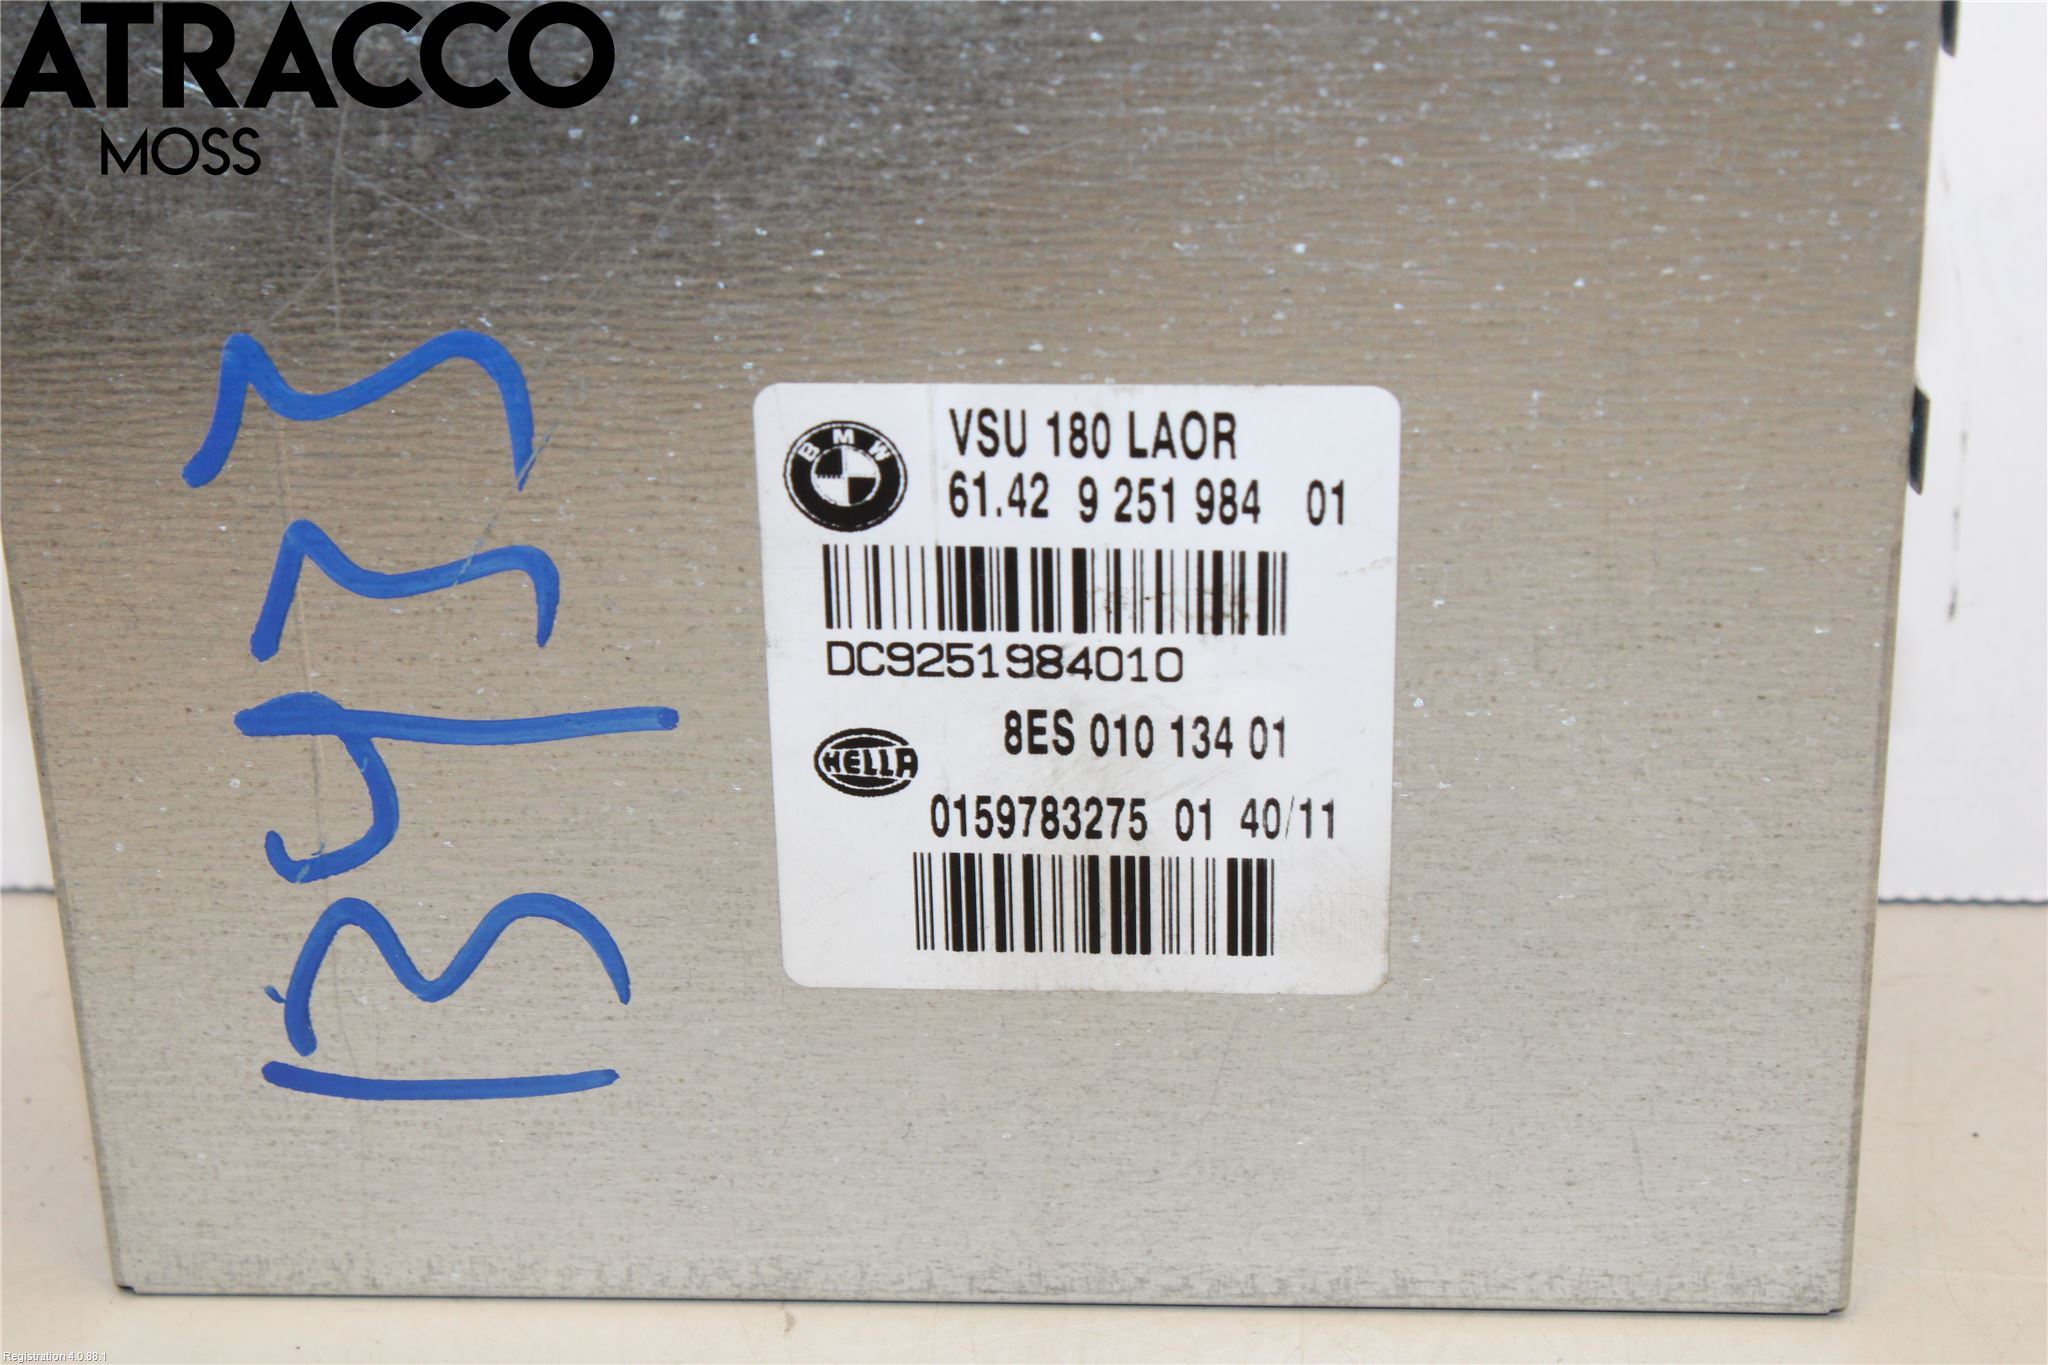 ATRACCO
MOSS
BMW
VSU 180 LAOR
61.42 9 251 984 01
DC9251984010
HELLA
8ES 010 134 01
0159783275 01 40/11
Registration 4.0.88.1